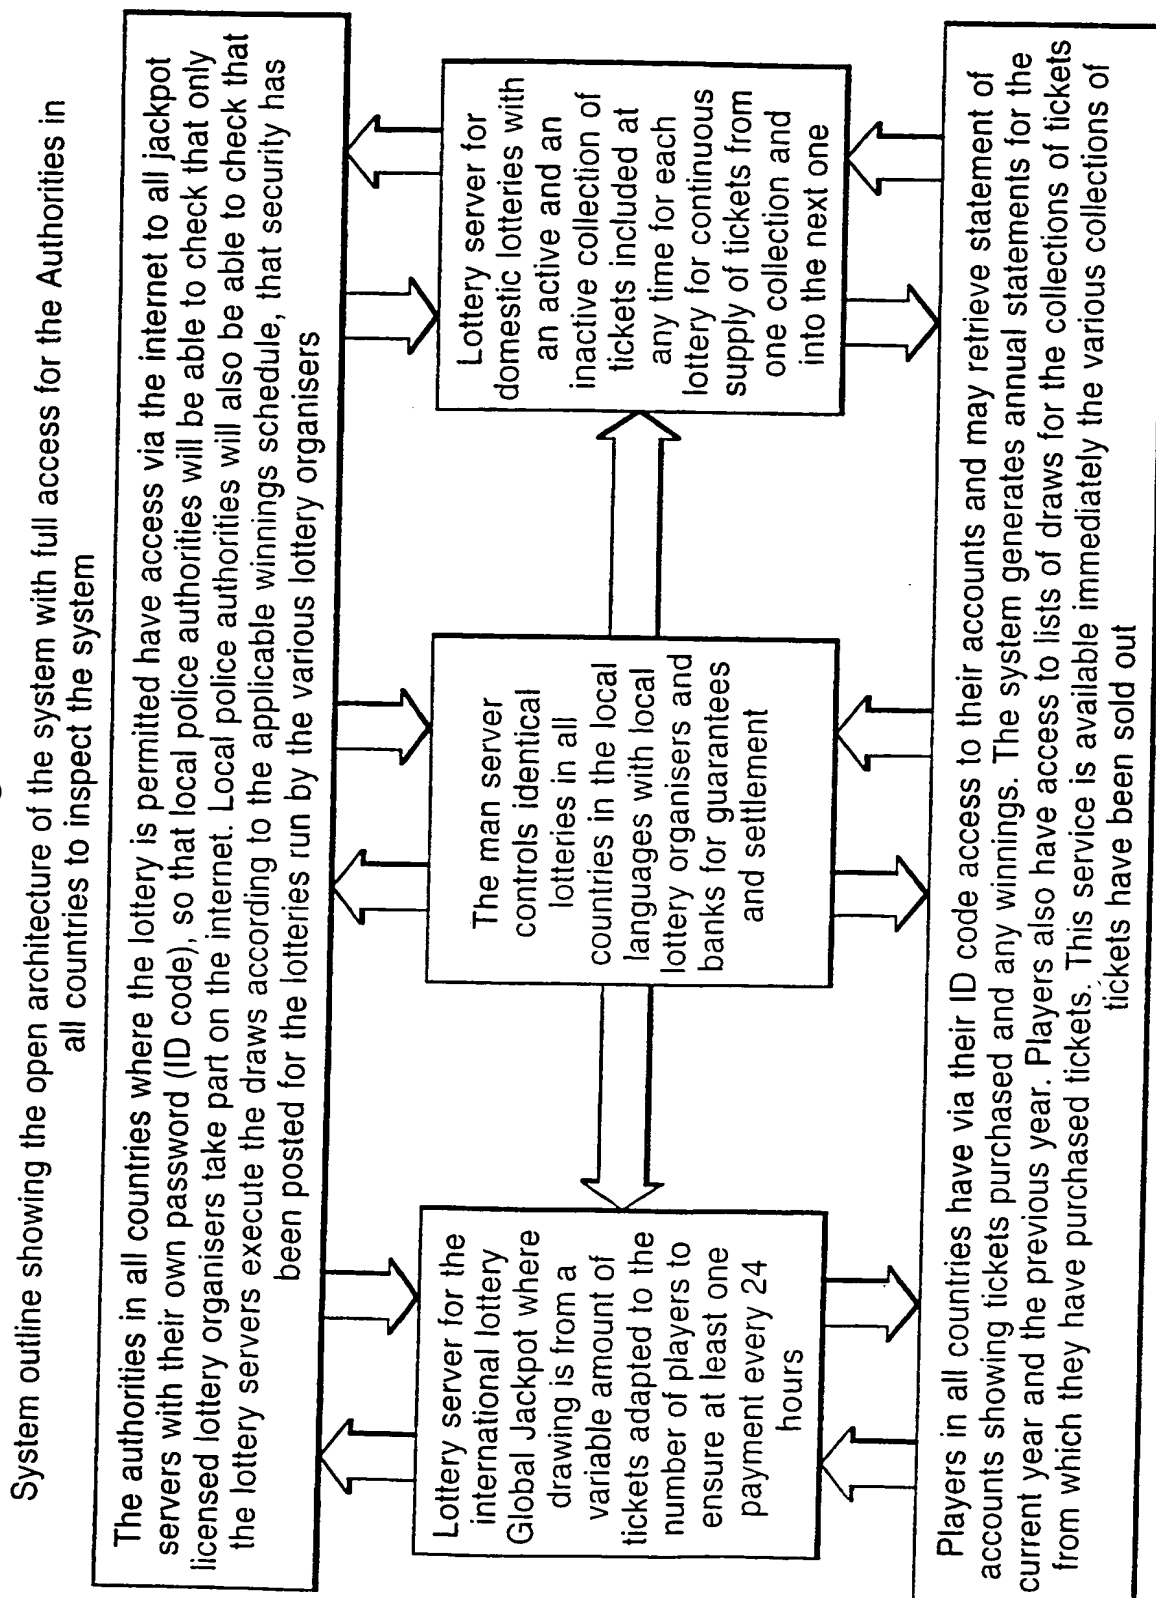 System outline showing the open architecture of the system with full access for the Authorities in
all countries to inspect the system
The authorities in all countries where the lottery is permitted have access via the internet to all jackpot
servers with their own password (ID code), so that local police authorities will be able to check that only
licensed lottery organisers take part on the internet. Local police authorities will also be able to check that
the lottery servers execute the draws according to the applicable winnings schedule, that security has
been posted for the lotteries run by the various lottery organisers
Lottery server for the
international lottery
Global Jackpot where
drawing is from a
variable amount of
tickets adapted to the
number of players to
ensure at least one
payment every 24
hours
The man server
controls identical
lotteries in all
countries in the local
languages with local
lottery organisers and
banks for guarantees
and settlement
Lottery server for
domestic lotteries with
an active and an
inactive collection of
tickets included at
any time for each
lottery for continuous
supply of tickets from
one collection and
into the next one
Players in all countries have via their ID code access to their accounts and may retrieve statement of
accounts showing tickets purchased and any winnings. The system generates annual statements for the
current year and the previous year. Players also have access to lists of draws for the collections of tickets
from which they have purchased tickets. This service is available immediately the various collections of
tickets have been sold out